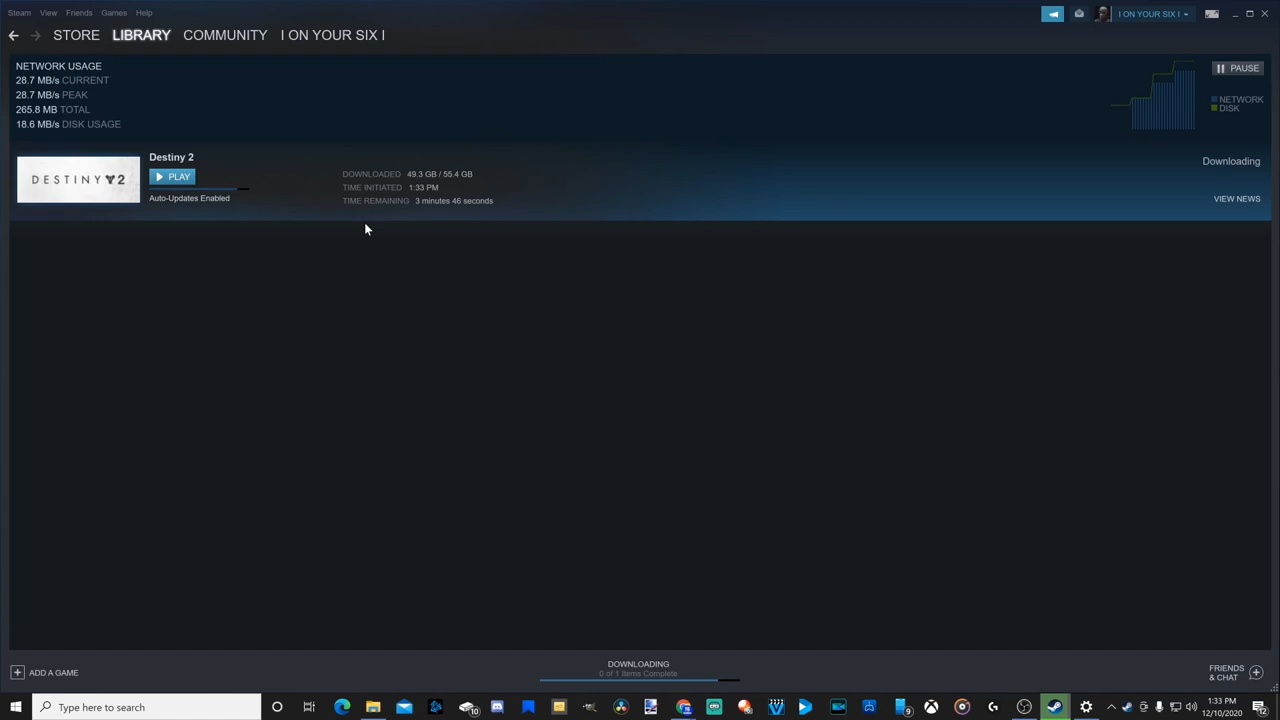 Steam View Friends Games Help
I ON YOUR SIX I
STORE LIBRARY COMMUNITY I ON YOUR SIX I
NETWORK USAGE
28.7 MB/s CURRENT
28.7 MB/s PEAK
265.8 MB TOTAL
18.6 MB/s DISK USAGE
PAUSE
NETWORK
DISK
DESTINY 2
Destiny 2
PLAY
Auto-Updates Enabled
DOWNLOADED 49.3 GB / 55.4 GB
TIME INITIATED 1:33 PM
TIME REMAINING 3 minutes 46 seconds
Downloading
VIEW NEWS
ADD A GAME
DOWNLOADING
0 of 1 Items Complete
FRIENDS
& CHAT
Type here to search
10
9
1:33 PM
12/10/2020